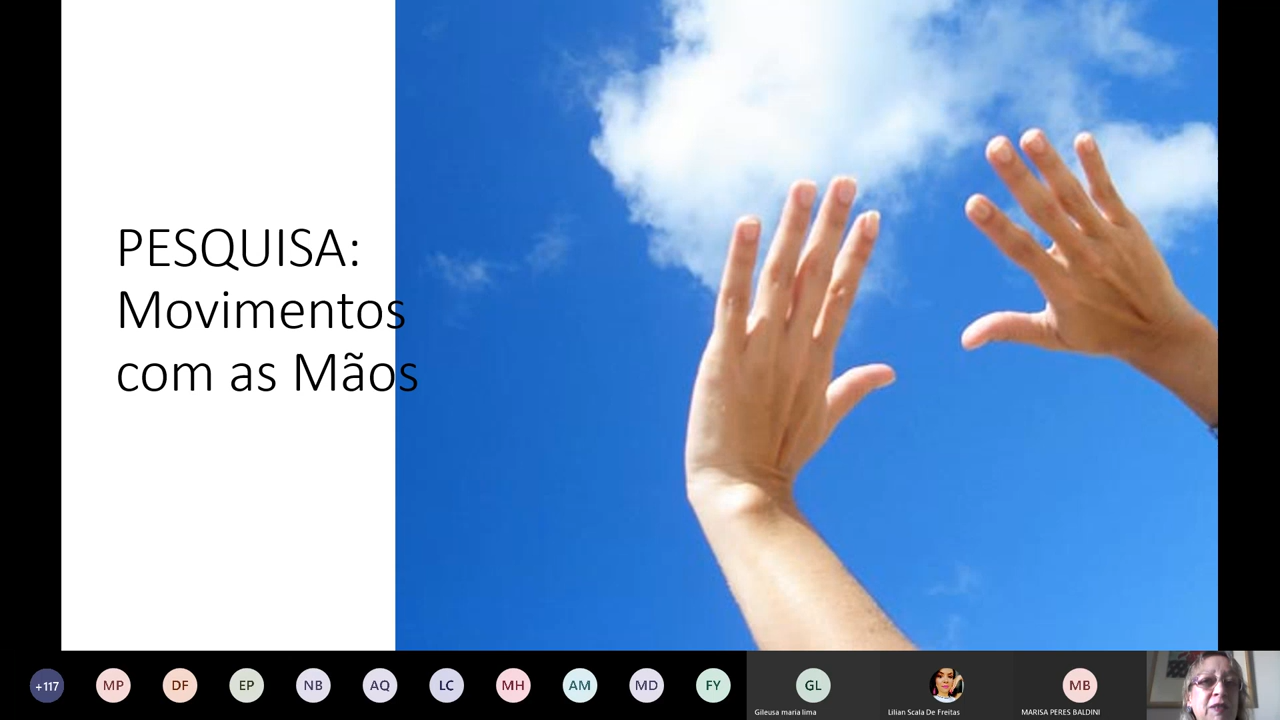 PESQUISA:
Movimentos
com as Mãos
+117
MP
DF
EP
NB
AQ
LC
MH
AM
MD
FY
GL
MB
Gileusa maria lima
Lilian Scala De Freitas
MARISA PERES BALDINI